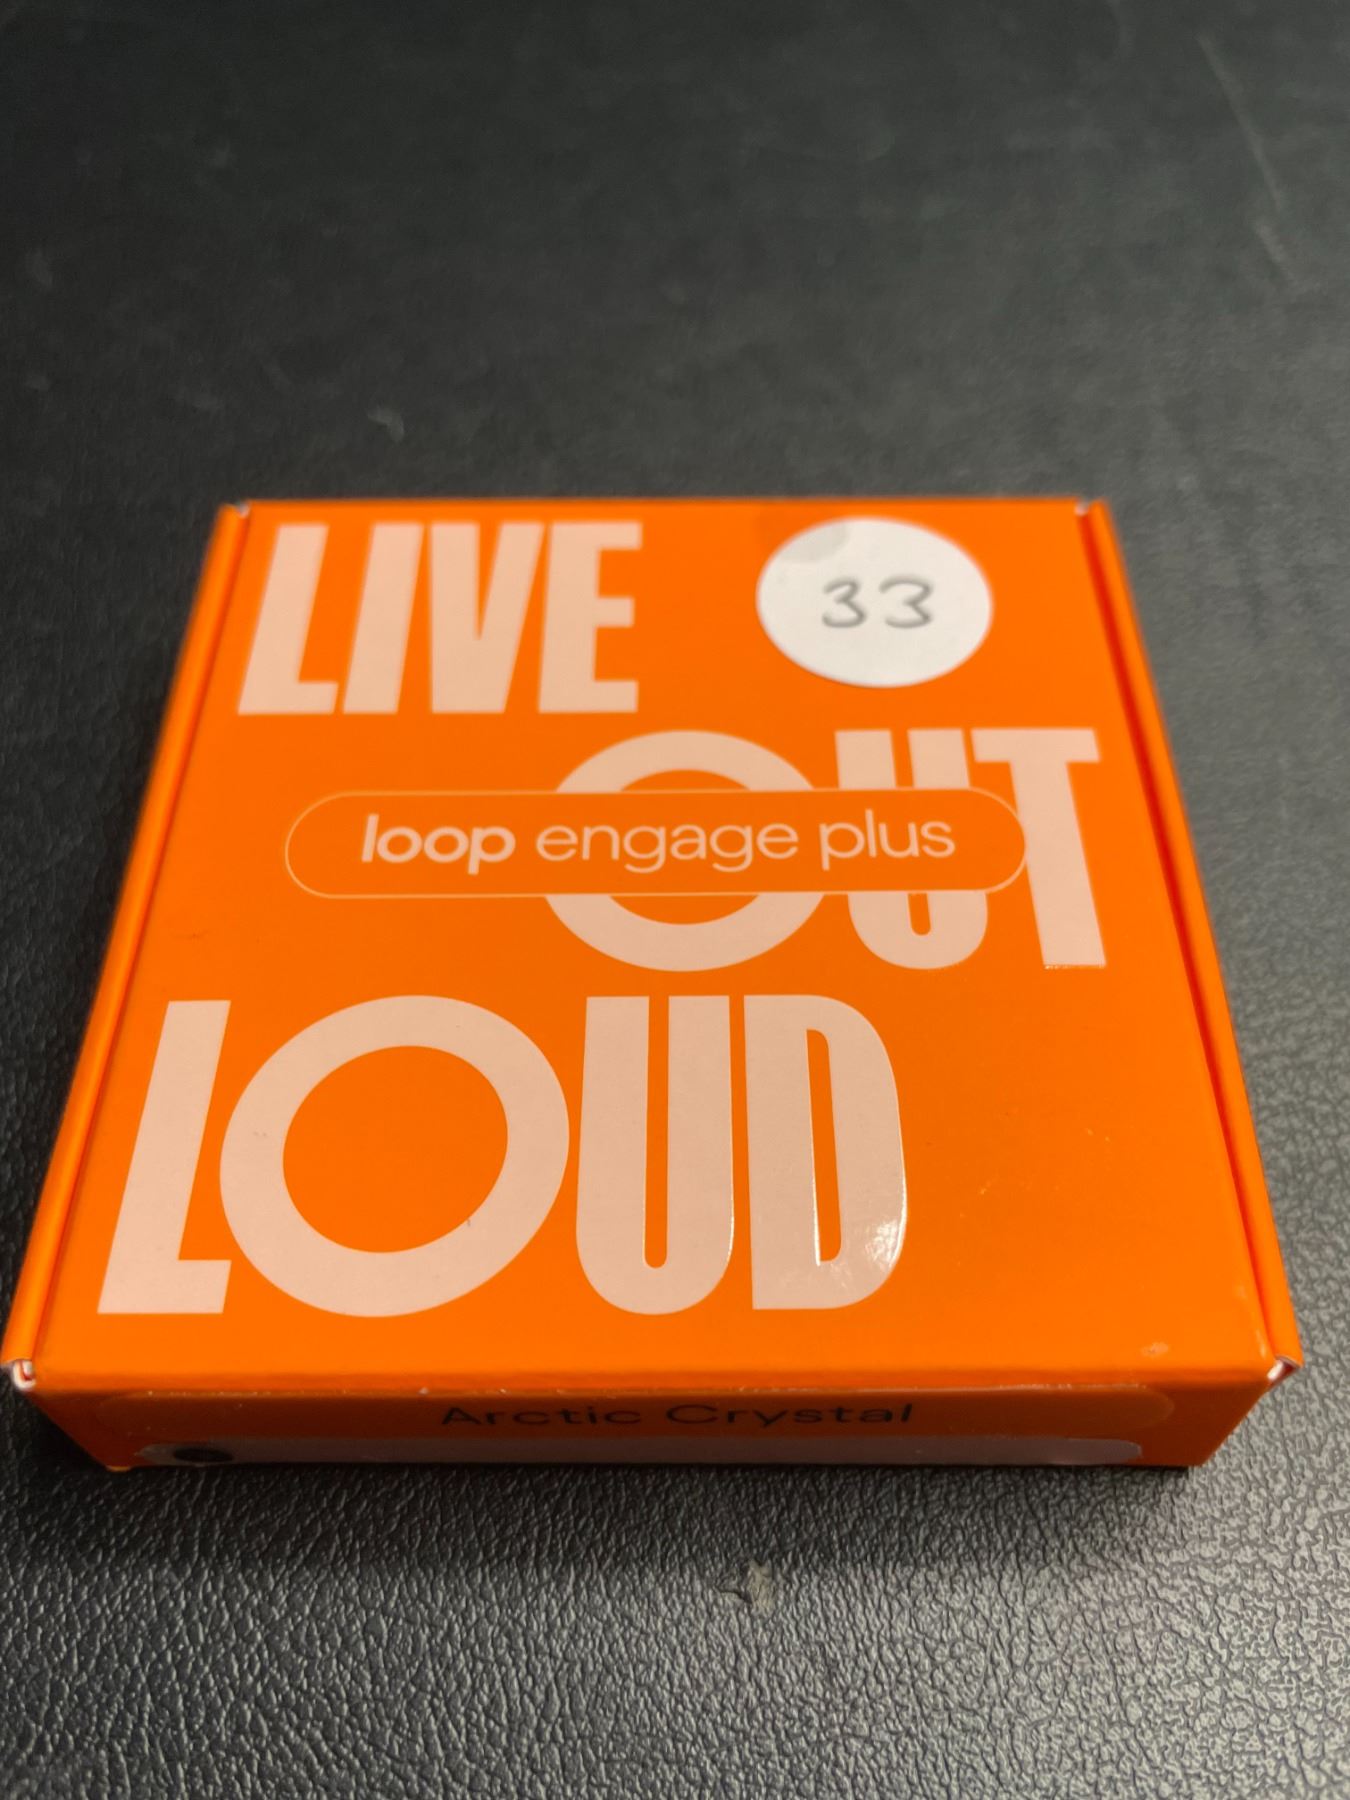 LIVE
33
OUT
loop engage plus
LOUD
Arctic Crystal